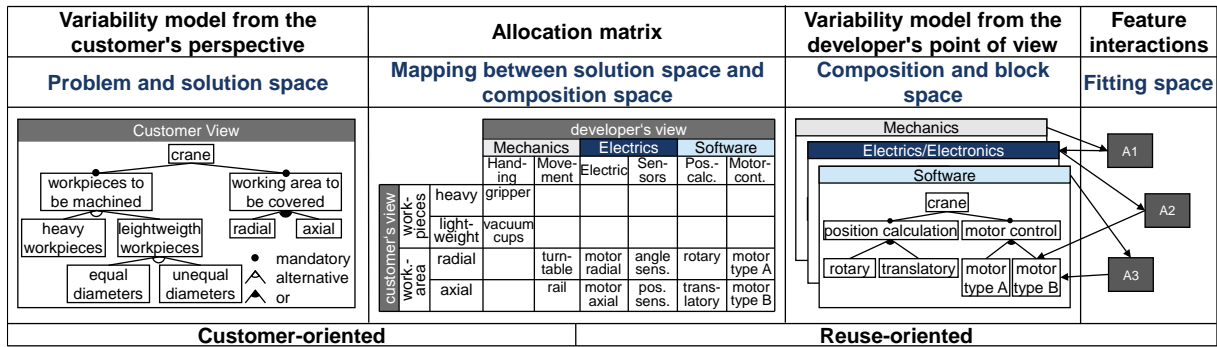 Variability model from the
customer's perspective
Allocation matrix
Variability model from the
developer's point of view
Feature
interactions
Problem and solution space
Mapping between solution space and
composition space
Composition and block
space
Fitting space
Customer View
crane
workpieces to
be machined
working area to
be covered
heavy
workpieces
leightweigth
workpieces
radial
axial
equal
diameters
unequal
diameters
mandatory
alternative
or
developer's view
Mechanics
Electrics
Software
Hand-
ing
Move-
ment
Electric
Sen-
sors
Pos.-
calc.
Motor-
cont.
customer's view
work-
pieces
heavy
gripper
light-
weight
vacuum
cups
work.-
area
radial
turn-
table
motor
radial
angle
sens.
rotary
motor
type A
axial
rail
motor
axial
pos.
sens.
trans-
latory
motor
type B
Mechanics
Electrics/Electronics
Software
crane
position calculation
motor control
rotary
translatory
motor
type A
motor
type B
A1
A2
A3
Customer-oriented
Reuse-oriented